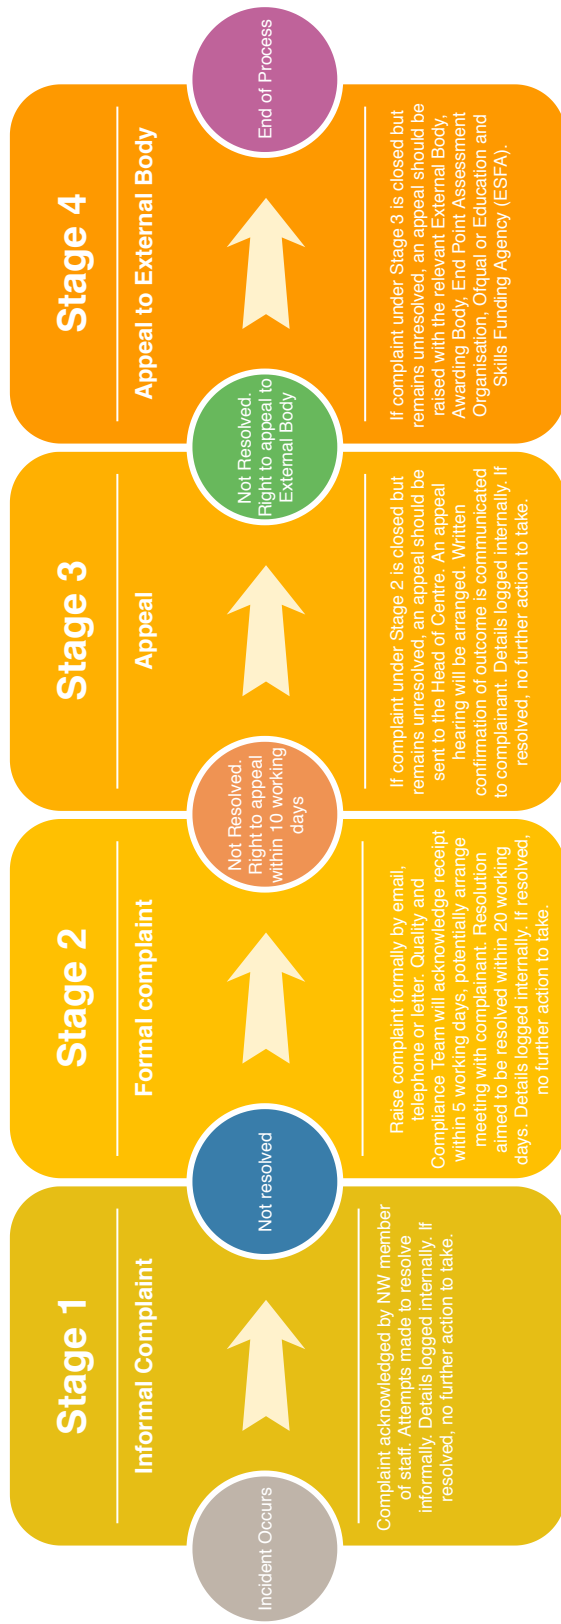 Incident Occurs
Stage 1
Informal Complaint
Complaint acknowledged by NW member
of staff. Attempts made to resolve
informally. Details logged internally. If
resolved, no further action to take.
Not resolved
Stage 2
Formal complaint
Raise complaint formally by email,
telephone or letter. Quality and
Compliance Team will acknowledge receipt
within 5 working days, potentially arrange
meeting with complainant. Resolution
aimed to be resolved within 20 working
days. Details logged internally. If resolved,
no further action to take.
Not Resolved.
Right to appeal
within 10 working
days
Stage 3
Appeal
If complaint under Stage 2 is closed but
remains unresolved, an appeal should be
sent to the Head of Centre. An appeal
hearing will be arranged. Written
confirmation of outcome is communicated
to complainant. Details logged internally. If
resolved, no further action to take.
Not Resolved.
Right to appeal to
External Body
Stage 4
Appeal to External Body
If complaint under Stage 3 is closed but
remains unresolved, an appeal should be
raised with the relevant External Body,
Awarding Body, End Point Assessment
Organisation, Ofqual or Education and
Skills Funding Agency (ESFA).
End of Process